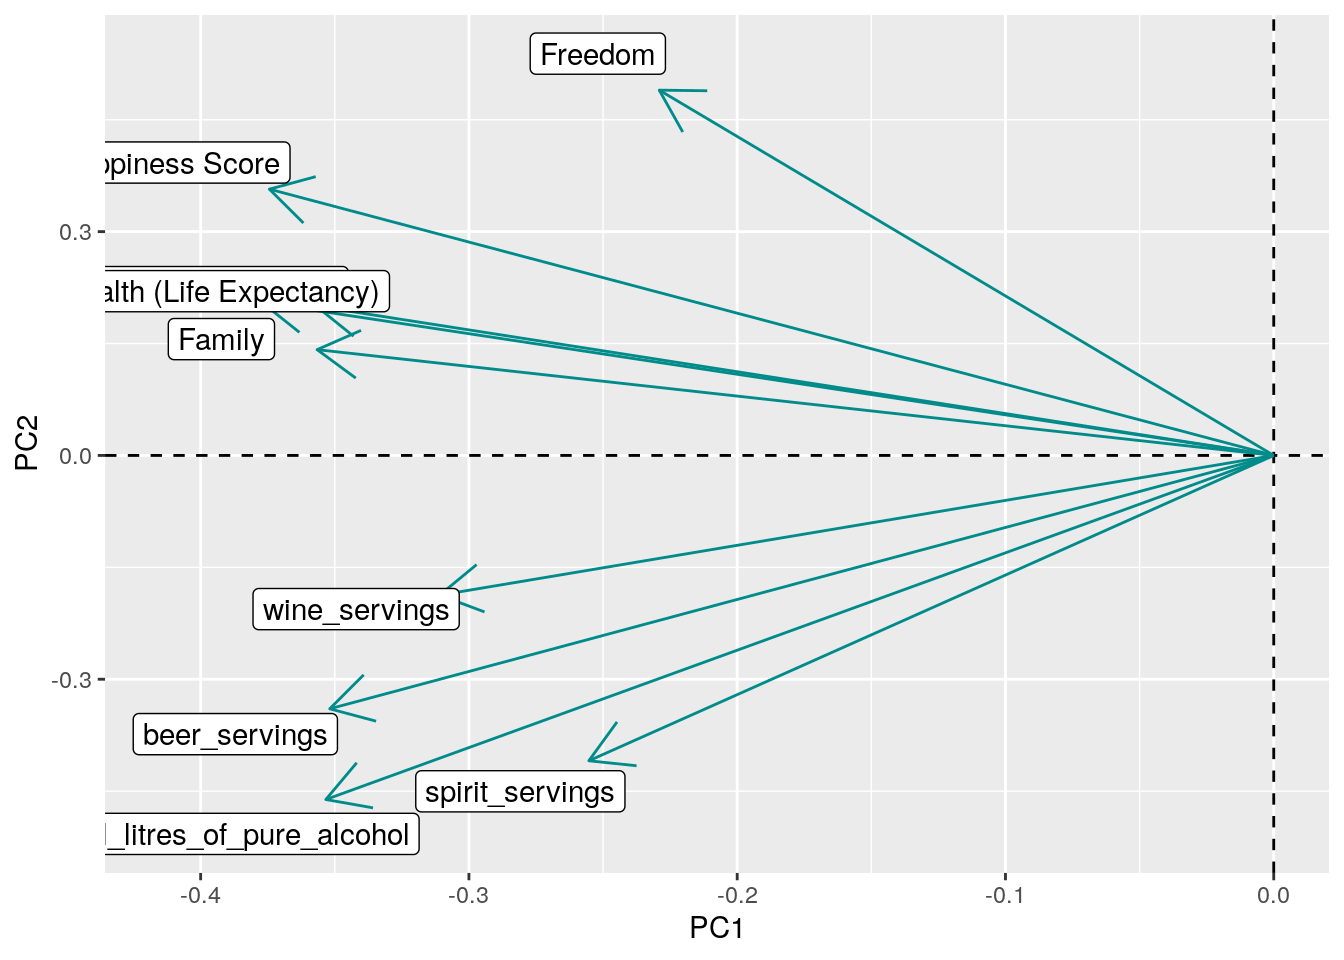 Freedom
ppiness Score
0.3
alth (Life Expectancy)
Family
PC2
0.0
wine_servings
-0.3
beer_servings
spirit_servings
_litres_of_pure_alcohol
-0.4 -0.3 -0.2 -0.1 0.0
PC1